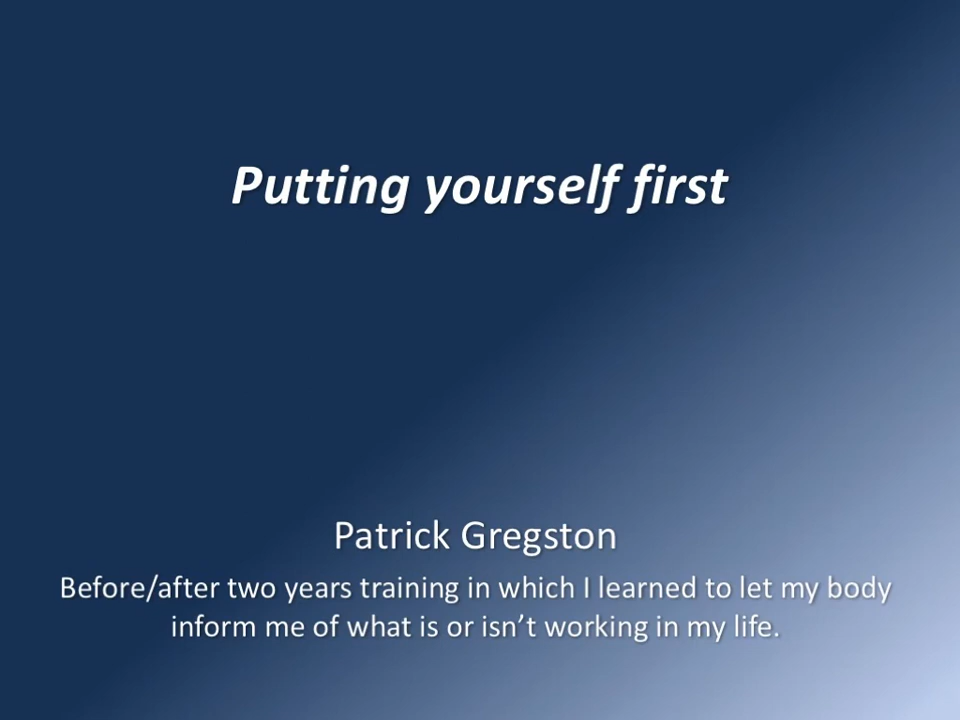 Putting yourself first
Patrick Gregston
Before/after two years training in which I learned to let my body
inform me of what is or isn’t working in my life.